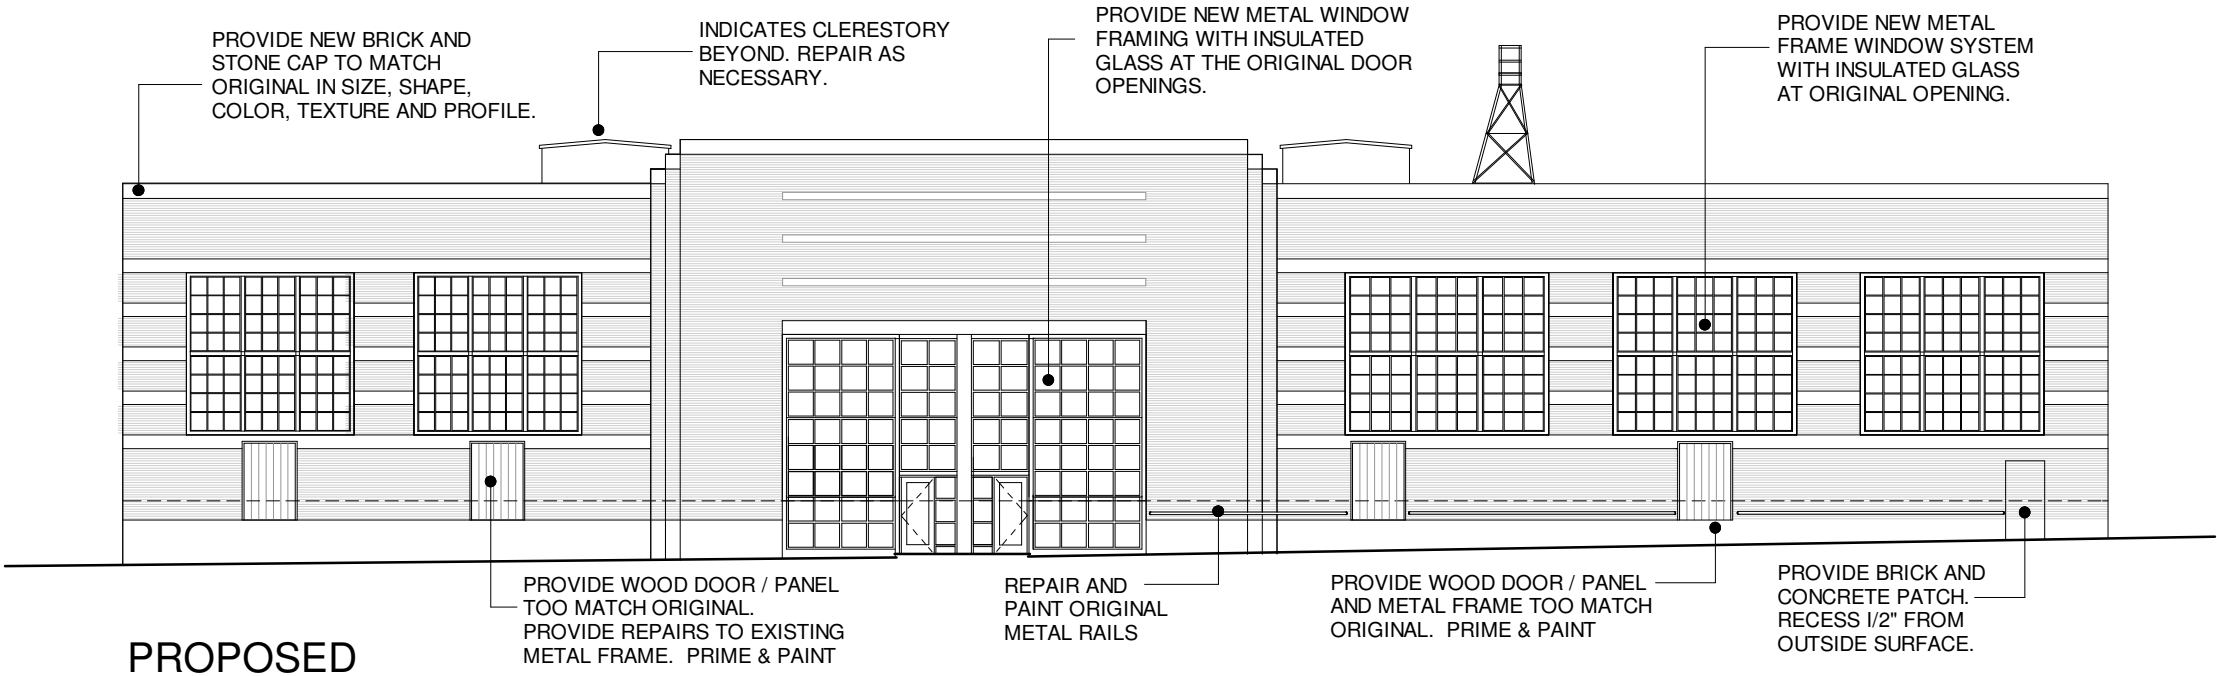 PROVIDE NEW BRICK AND
STONE CAP TO MATCH
ORIGINAL IN SIZE, SHAPE,
COLOR, TEXTURE AND PROFILE.
INDICATES CLERESTORY
BEYOND. REPAIR AS
NECESSARY.
PROVIDE NEW METAL WINDOW
FRAMING WITH INSULATED
GLASS AT THE ORIGINAL DOOR
OPENINGS.
PROVIDE NEW METAL
FRAME WINDOW SYSTEM
WITH INSULATED GLASS
AT ORIGINAL OPENING.
PROVIDE WOOD DOOR / PANEL
TOO MATCH ORIGINAL.
PROVIDE REPAIRS TO EXISTING
METAL FRAME. PRIME & PAINT
REPAIR AND
PAINT ORIGINAL
METAL RAILS
PROVIDE WOOD DOOR / PANEL
AND METAL FRAME TOO MATCH
ORIGINAL. PRIME & PAINT
PROVIDE BRICK AND
CONCRETE PATCH.
RECESS I/2" FROM
OUTSIDE SURFACE.
PROPOSED